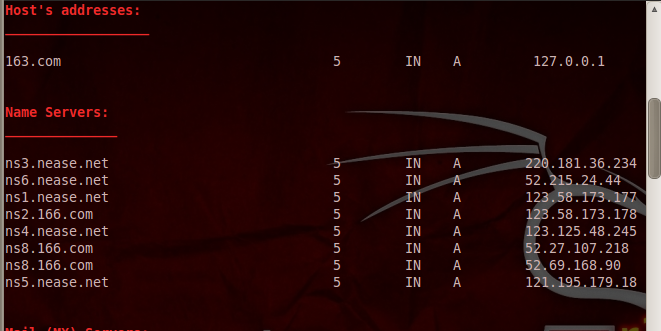 Host's addresses:
163.com 5 IN A 127.0.0.1
Name Servers:
ns3.nease.net 5 IN A 220.181.36.234
ns6.nease.net 5 IN A 52.215.24.44
ns1.nease.net 5 IN A 123.58.173.177
ns2.166.com 5 IN A 123.58.173.178
ns4.nease.net 5 IN A 123.125.48.245
ns8.166.com 5 IN A 52.27.107.218
ns8.166.com 5 IN A 52.69.168.90
ns5.nease.net 5 IN A 121.195.179.18
Mail (MX) Servers: